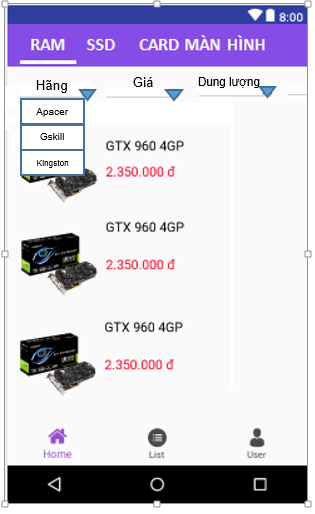 8:00
RAM SSD CARD MÀN HÌNH
Hãng Giá Dung lượng
Apacer
Gskill
Kingston
GTX 960 4GP
2.350.000 đ
GTX 960 4GP
2.350.000 đ
GTX 960 4GP
2.350.000 đ
Home List User